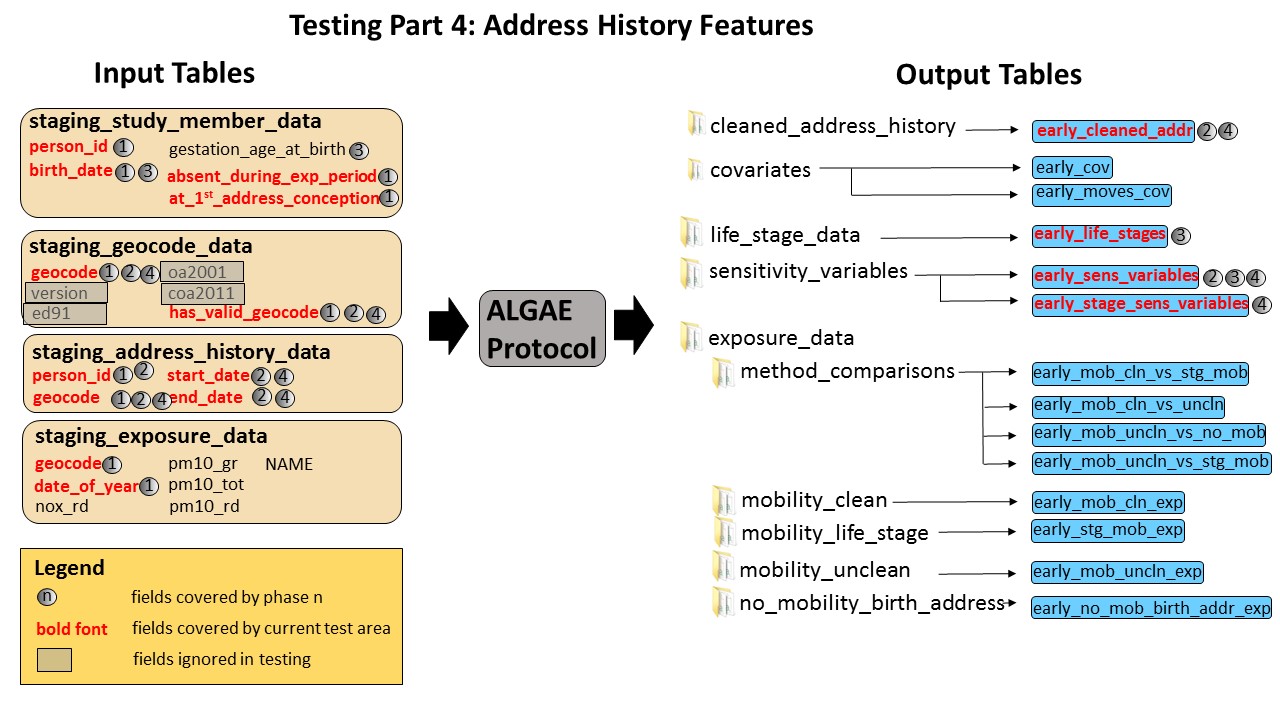 Testing Part 4: Address History Features
Input Tables
staging_study_member_data
person_id 1
gestation_age_at_birth 3
birth_date 1 3
absent_during_exp_period 1
at_1st_address_conception 1
staging_geocode_data
geocode 1 2 4
oa2001
version
coa2011
ed91
has_valid_geocode 1 2 4
staging_address_history_data
person_id 1 2
start_date 2 4
geocode 1 2 4
end_date 2 4
staging_exposure_data
geocode 1
pm10_gr
NAME
date_of_year 1
pm10_tot
nox_rd
pm10_rd
Legend
n fields covered by phase n
bold font fields covered by current test area
fields ignored in testing
ALGAE
Protocol
Output Tables
cleaned_address_history
early_cleaned_addr 2 4
covariates
early_cov
early_moves_cov
life_stage_data
early_life_stages 3
sensitivity_variables
early_sens_variables 2 3 4
early_stage_sens_variables 4
exposure_data
method_comparisons
early_mob_cln_vs_stg_mob
early_mob_cln_vs_uncln
early_mob_uncln_vs_no_mob
early_mob_uncln_vs_stg_mob
mobility_clean
early_mob_cln_exp
mobility_life_stage
early_stg_mob_exp
mobility_unclean
early_mob_uncln_exp
no_mobility_birth_address
early_no_mob_birth_addr_exp